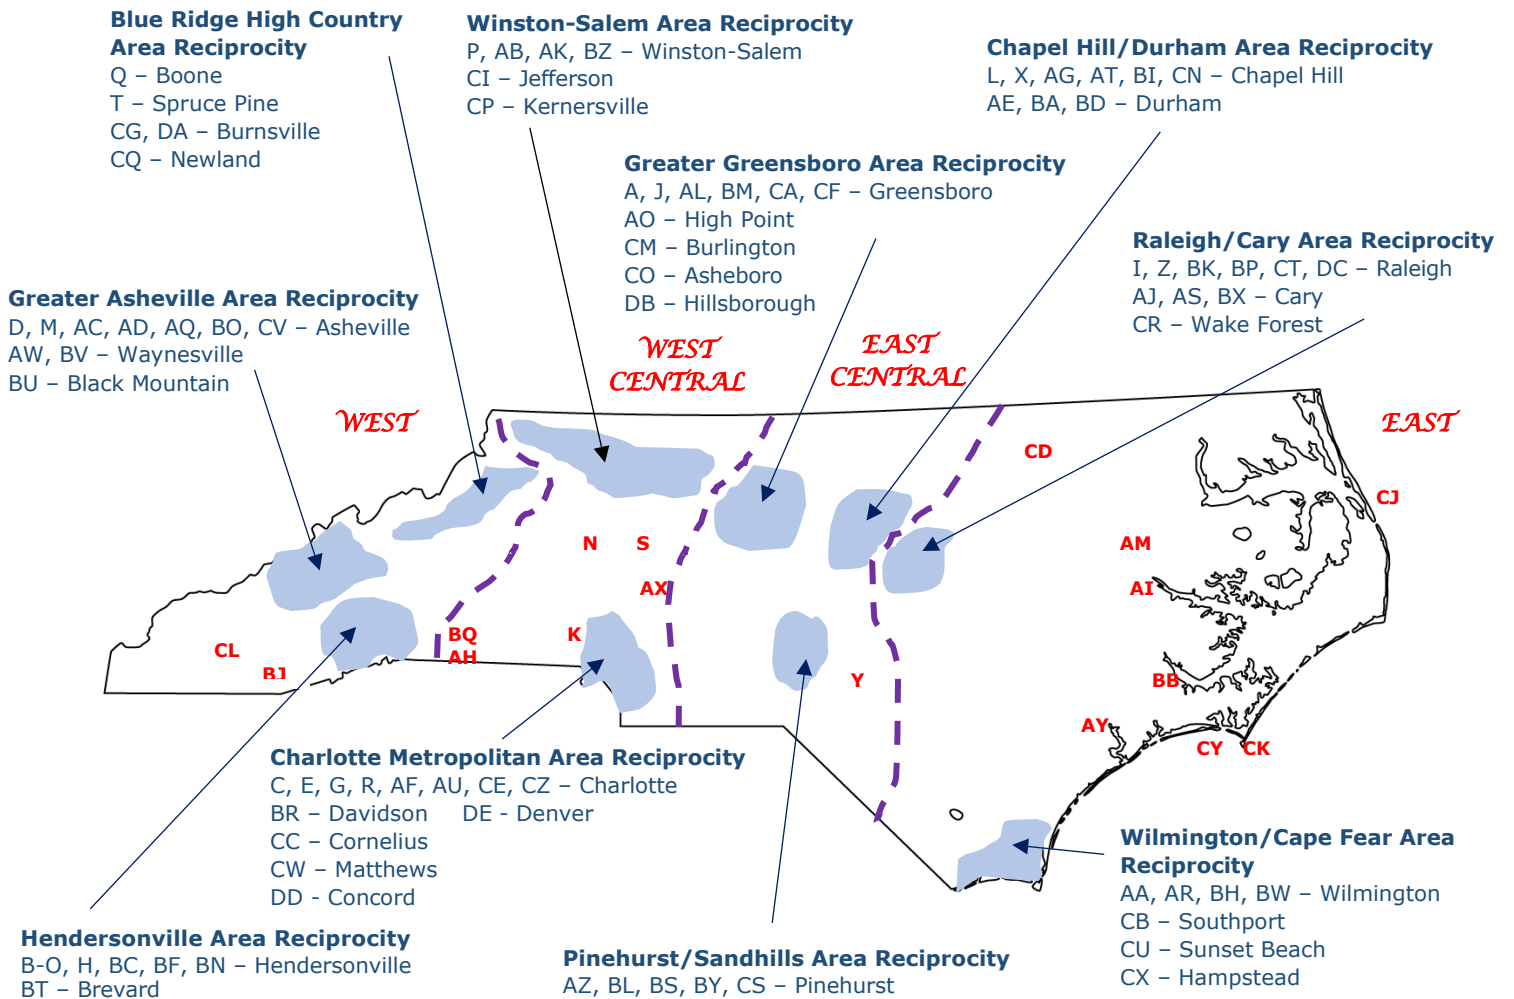 Blue Ridge High Country
Area Reciprocity
Q – Boone
T – Spruce Pine
CG, DA – Burnsville
CQ – Newland
Winston-Salem Area Reciprocity
P, AB, AK, BZ – Winston-Salem
CI – Jefferson
CP – Kernersville
Chapel Hill/Durham Area Reciprocity
L, X, AG, AT, BI, CN – Chapel Hill
AE, BA, BD – Durham
Greater Greensboro Area Reciprocity
A, J, AL, BM, CA, CF – Greensboro
AO – High Point
CM – Burlington
CO – Asheboro
DB – Hillsborough
Raleigh/Cary Area Reciprocity
I, Z, BK, BP, CT, DC – Raleigh
AJ, AS, BX – Cary
CR – Wake Forest
Greater Asheville Area Reciprocity
D, M, AC, AD, AQ, BO, CV – Asheville
AW, BV – Waynesville
BU – Black Mountain
WEST
WEST
CENTRAL
EAST
CENTRAL
EAST
CD
CJ
N
S
AM
AX
AI
BQ
AH
K
CL
BJ
Y
BB
AY
CY
CK
Charlotte Metropolitan Area Reciprocity
C, E, G, R, AF, AU, CE, CZ – Charlotte
BR – Davidson DE - Denver
CC – Cornelius
CW – Matthews
DD - Concord
Wilmington/Cape Fear Area
Reciprocity
AA, AR, BH, BW – Wilmington
CB – Southport
CU – Sunset Beach
CX – Hampstead
Hendersonville Area Reciprocity
B-O, H, BC, BF, BN – Hendersonville
BT – Brevard
Pinehurst/Sandhills Area Reciprocity
AZ, BL, BS, BY, CS – Pinehurst